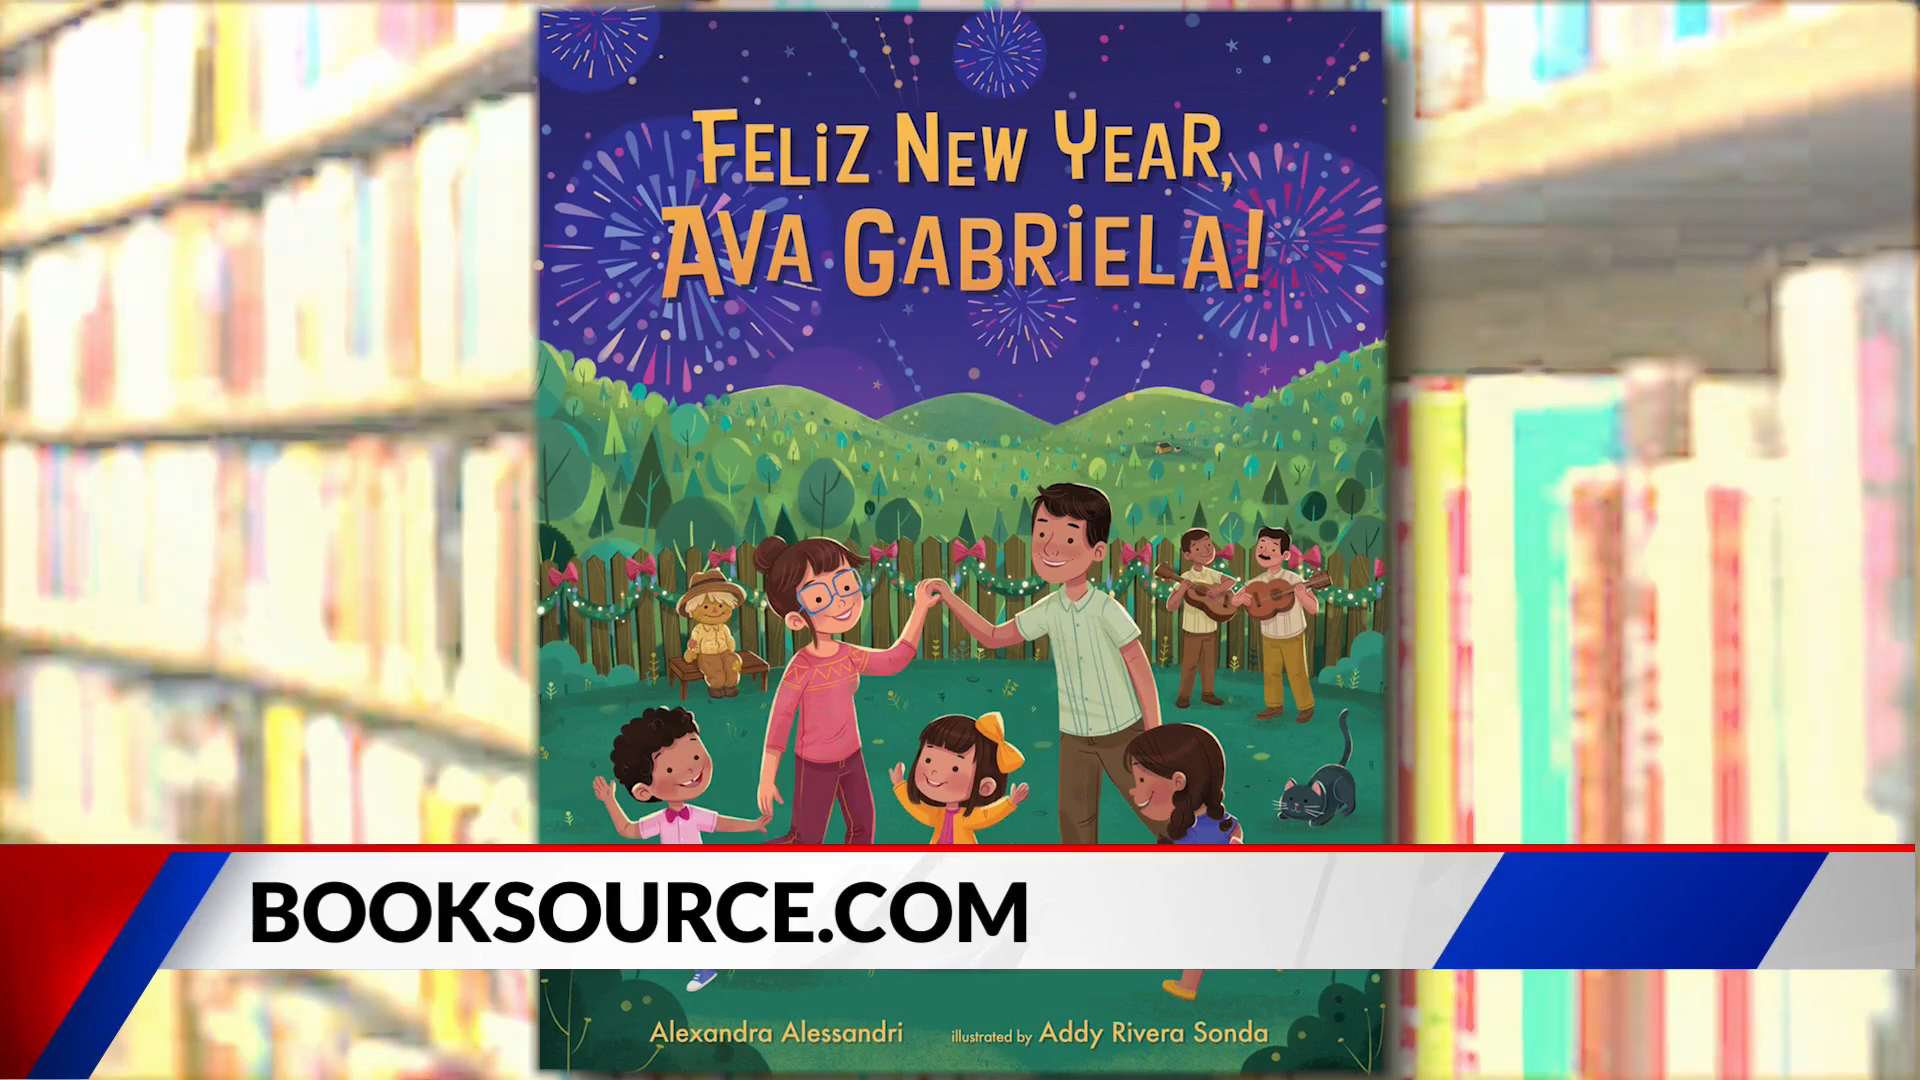 FELiZ NEW YEAR,
AVA GABRiELA!
BOOKSOURCE.COM
Alexandra Alessandri
illustrated by Addy Rivera Sonda